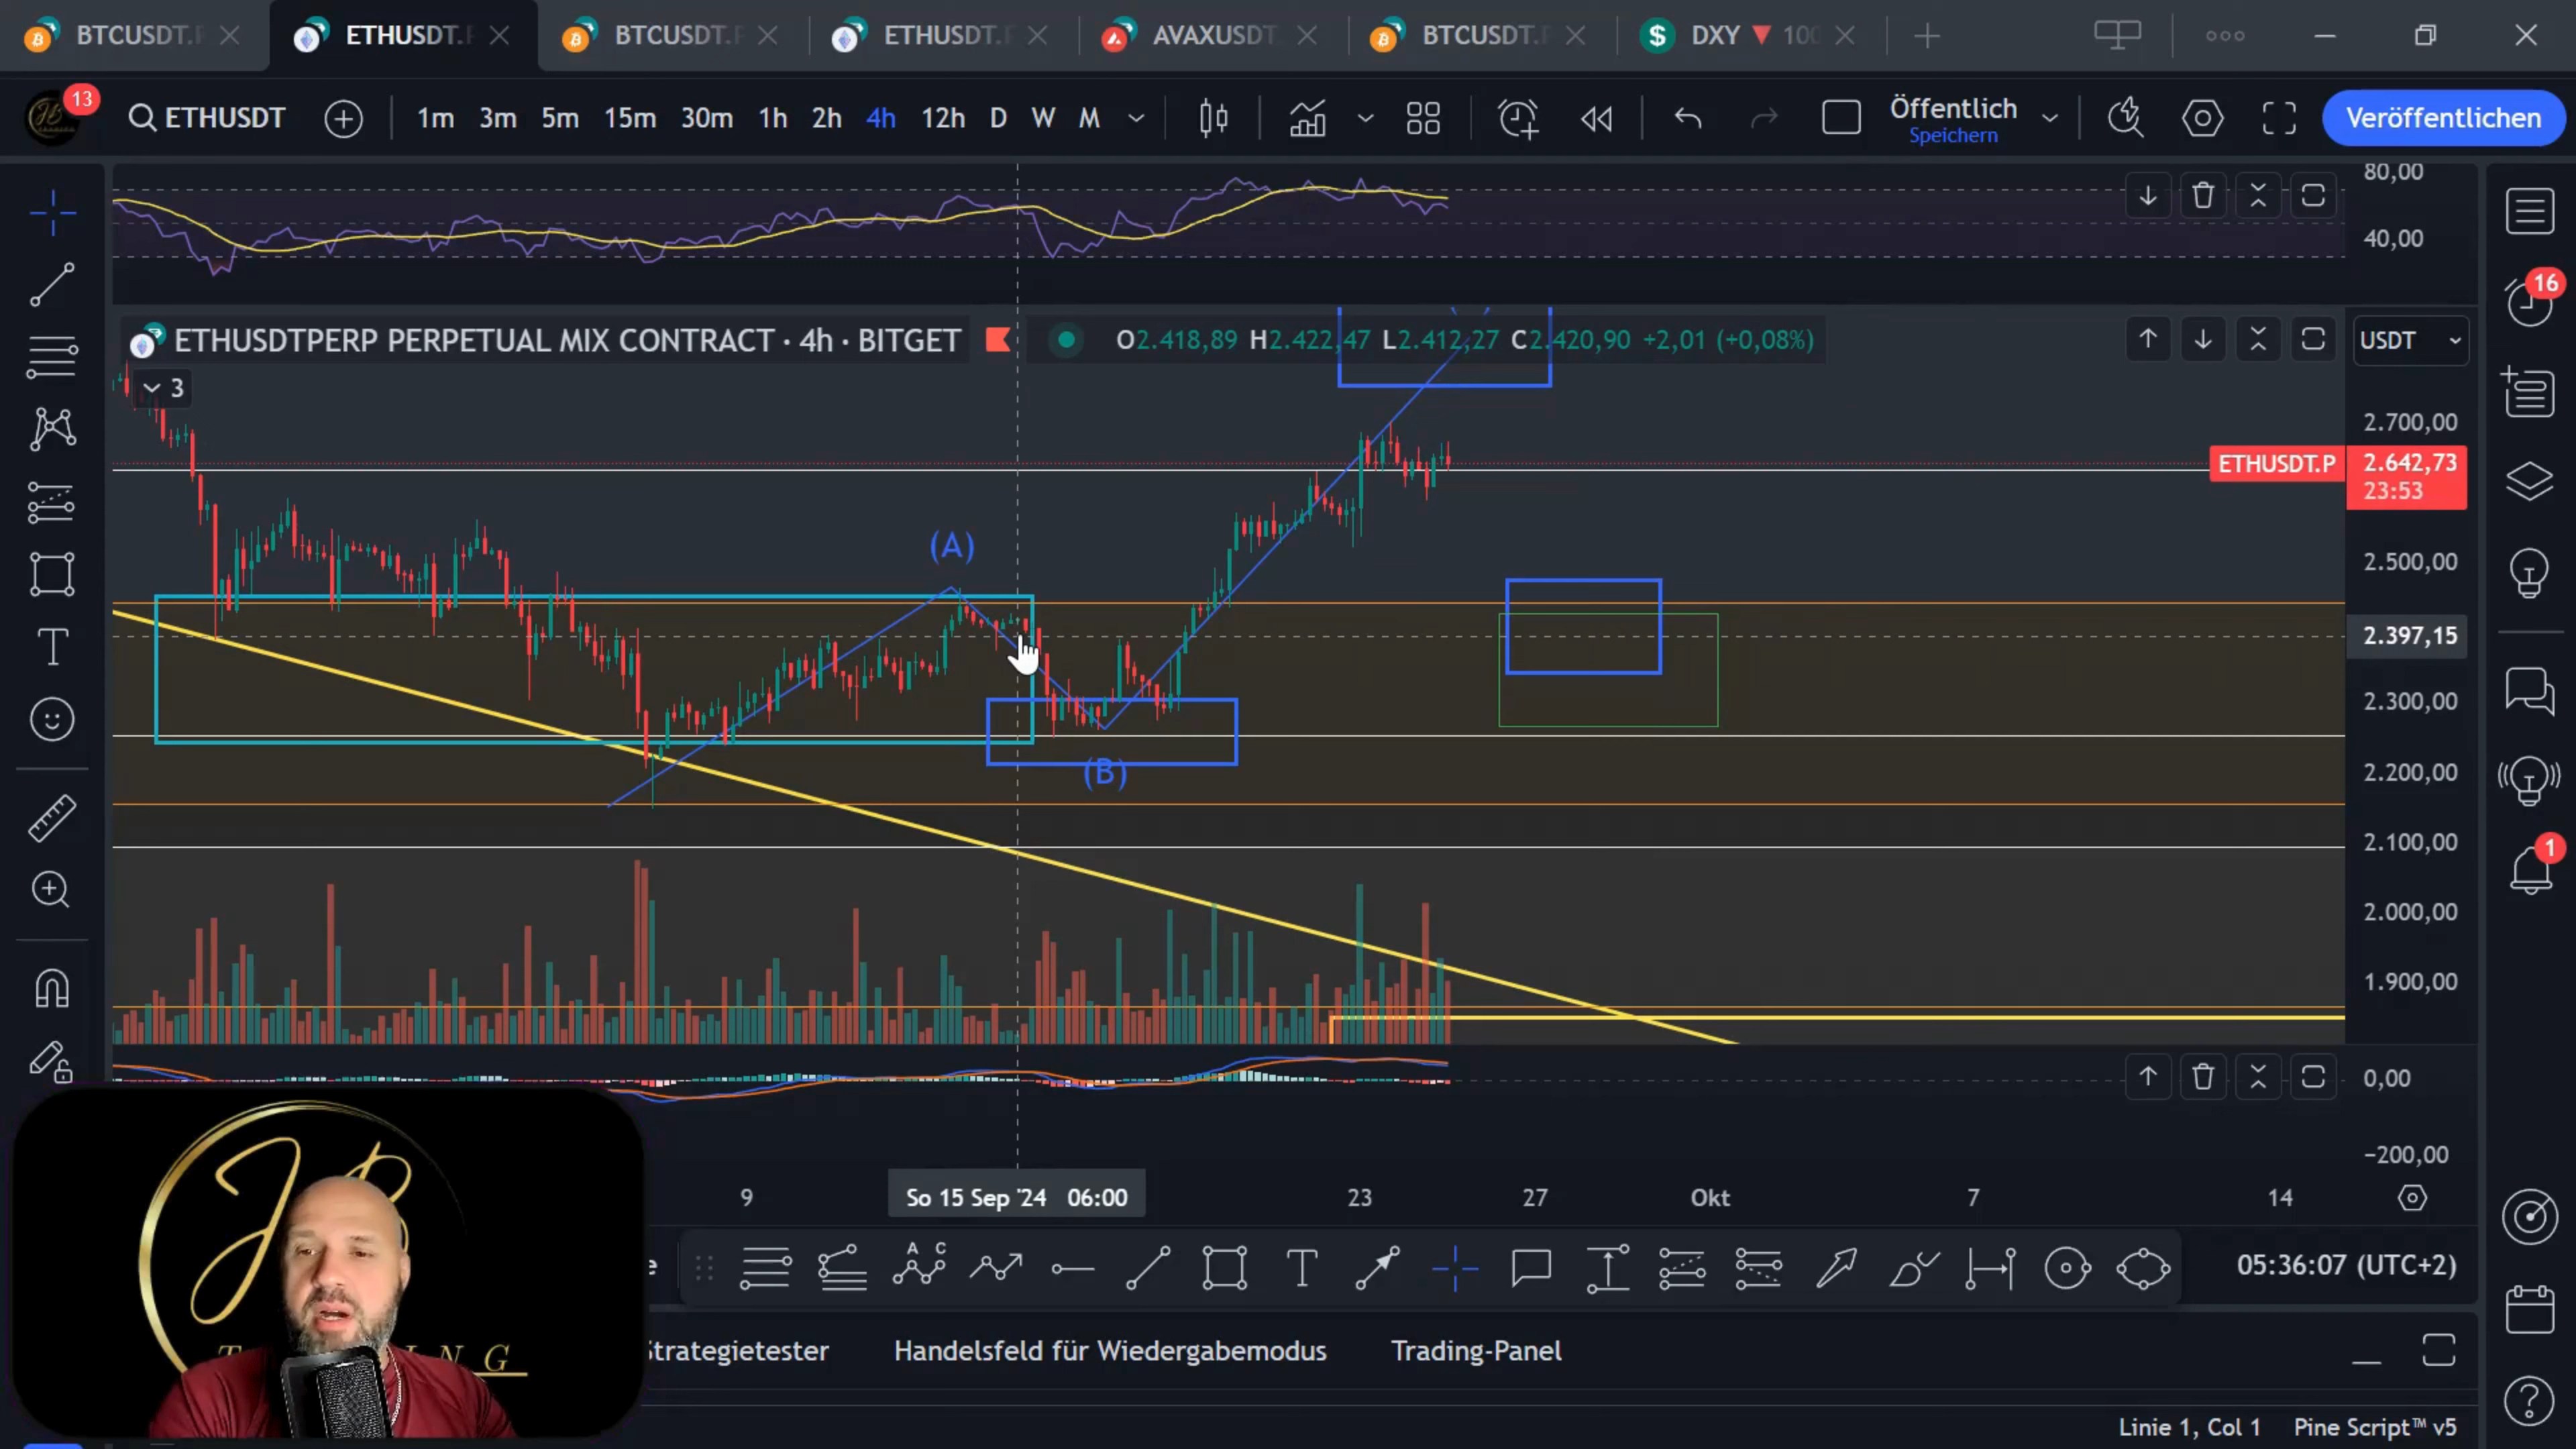 BTCUSDT.P
ETHUSDT.P
BTCUSDT.P
ETHUSDT.P
AVAXUSDT
BTCUSDT.P
DXY ▼ 100
13
ETHUSDT
1m 3m 5m 15m 30m 1h 2h 4h 12h D W M
Öffentlich
Speichern
Veröffentlichen
80,00
40,00
16
ETHUSDTPERP PERPETUAL MIX CONTRACT · 4h · BITGET
O2.418,89 H2.422,47 L2.412,27 C2.420,90 +2,01 (+0,08%)
USDT
3
2.700,00
ETHUSDT.P
2.642,73
23:53
(A)
2.500,00
2.397,15
2.300,00
(B)
2.200,00
2.100,00
1
2.000,00
1.900,00
0,00
−200,00
9
So 15 Sep '24 06:00
23
27
Okt
7
14
e
A C
B
05:36:07 (UTC+2)
Strategietester
Handelsfeld für Wiedergabemodus
Trading-Panel
Linie 1, Col 1
Pine Script™ v5